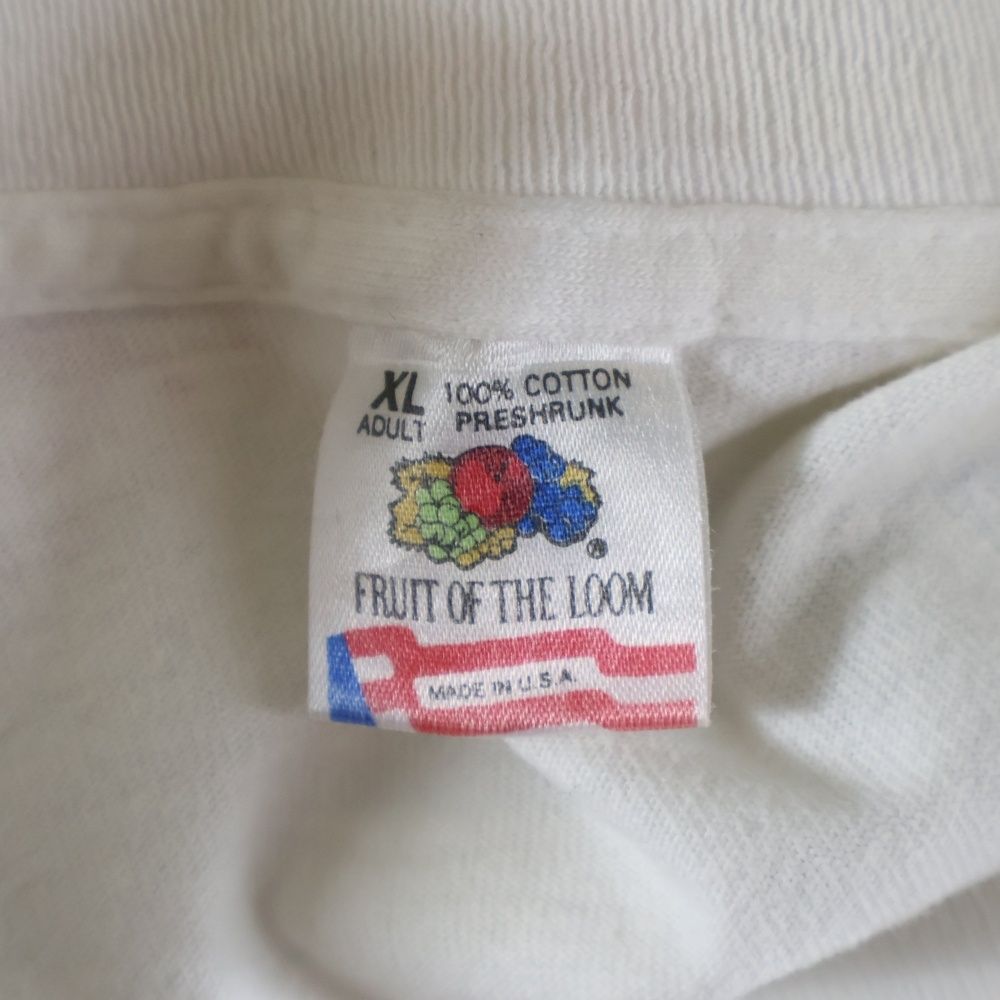 XL 100% COTTON
ADULT PRESHRUNK
®
FRUIT OF THE LOOM
MADE IN U.S.A.